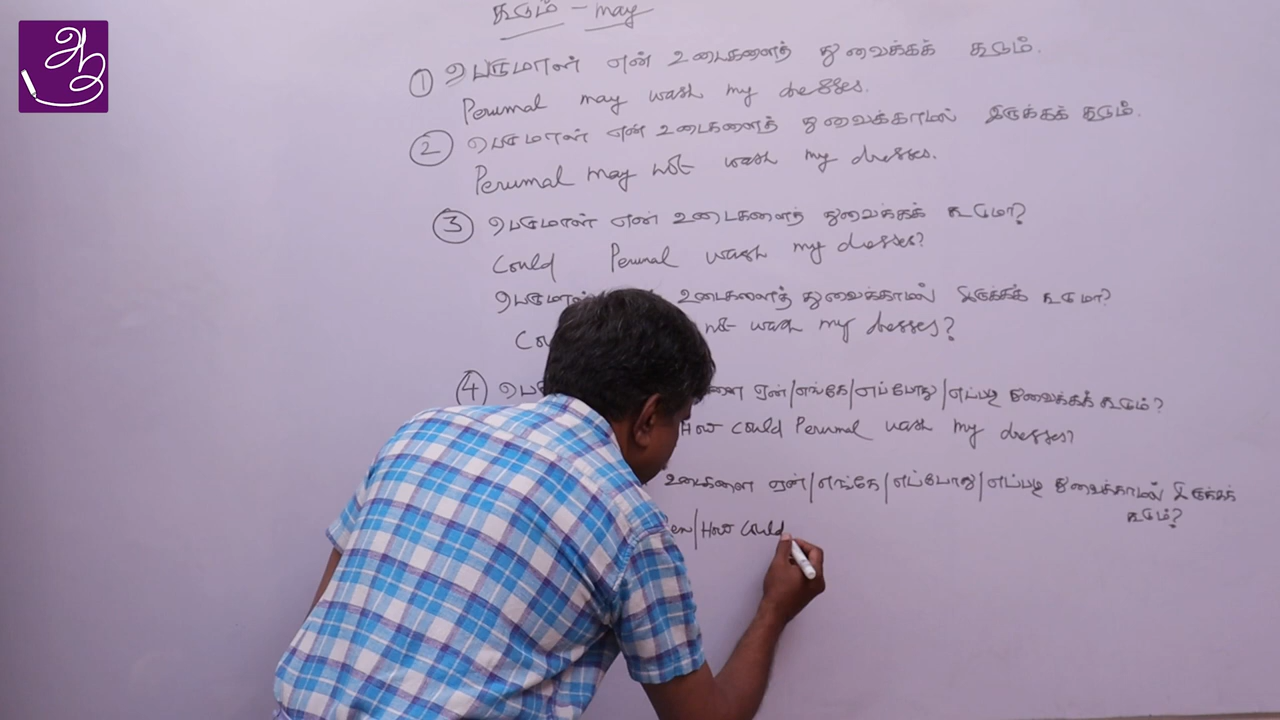 கூடும் - may
① பெருமாள் என் உடைகளைத் துவைக்கக் கூடும்.
Perumal may wash my dresses.
② பெருமாள் என் உடைகளைத் துவைக்காமல் இருக்கக் கூடும்.
Perumal may not wash my dresses.
③ பெருமாள் என் உடைகளைத் துவைக்கக் கூடுமா?
Could Perumal wash my dresses?
உடைகளைத் துவைக்காமல் இருக்கக் கூடுமா?
not wash my dresses?
④ ஏன்/எங்கே/எப்போது/எப்படி துவைக்கக் கூடும்?
How could Perumal wash my dresses?
உடைகளை ஏன்/எங்கே/எப்போது/எப்படி துவைக்காமல் இருக்கக்
கூடும்?
/How could